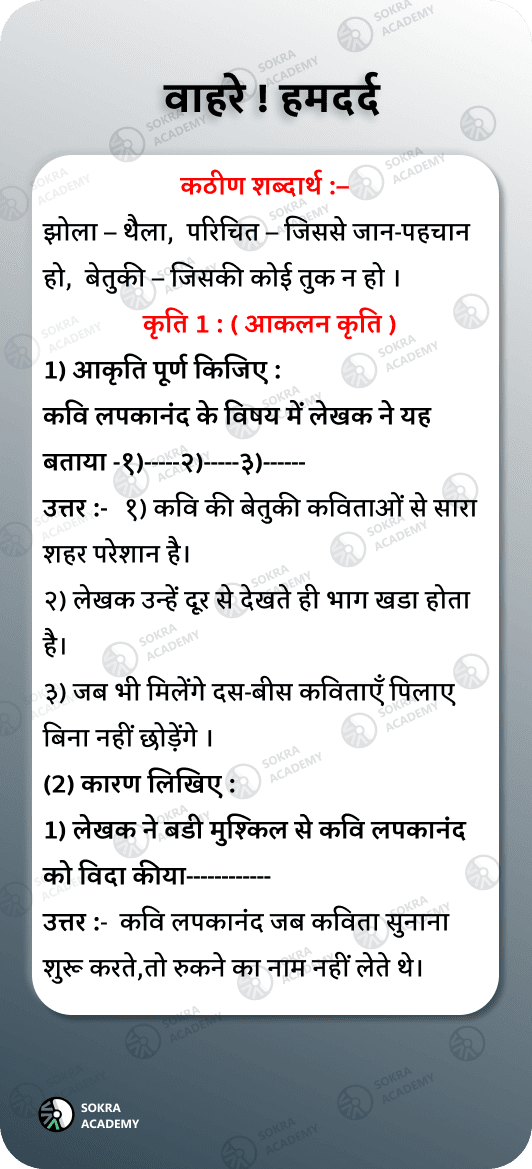 वाहरे ! हमदर्द
कठीण शब्दार्थ :–
झोला – थैला,  परिचित – जिससे जान-पहचान
हो,  बेतुकी – जिसकी कोई तुक न हो ।
कृति 1 : ( आकलन कृति )
1) आकृति पूर्ण किजिए :
कवि लपकानंद के विषय में लेखक ने यह
बताया -१)-----२)-----३)------
उत्तर :-   १) कवि की बेतुकी कविताओं से सारा
शहर परेशान है।
२) लेखक उन्हें दूर से देखते ही भाग खडा होता
है।
३) जब भी मिलेंगे दस-बीस कविताएँ पिलाए
बिना नहीं छोड़ेंगे ।
(2) कारण लिखिए :
1) लेखक ने बडी मुश्किल से कवि लपकानंद
को विदा कीया------------
उत्तर :-  कवि लपकानंद जब कविता सुनाना
शुरू करते,तो रुकने का नाम नहीं लेते थे।
SOKRA
ACADEMY